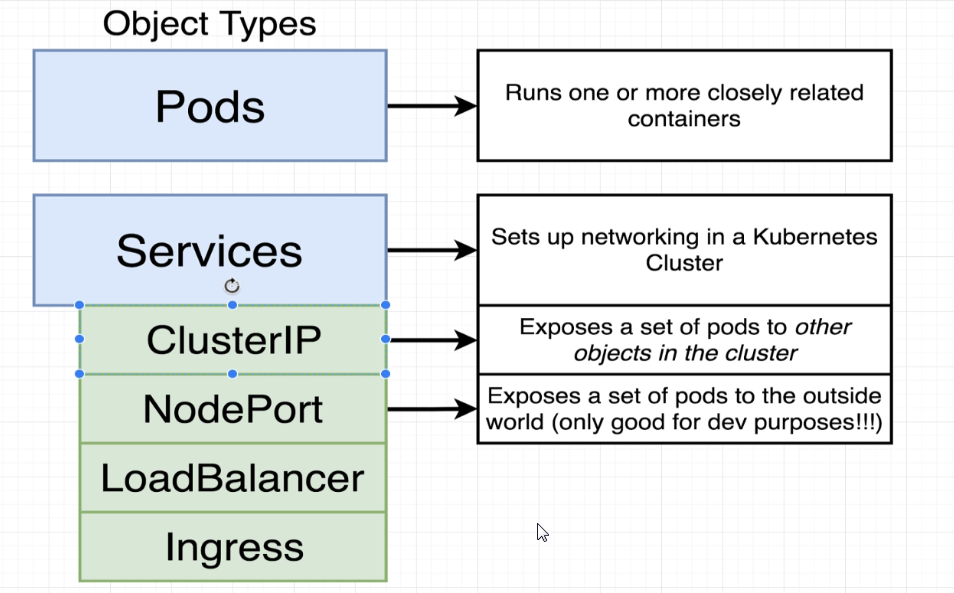 Object Types
Pods
Runs one or more closely related
containers
Services
Sets up networking in a Kubernetes
Cluster
ClusterIP
Exposes a set of pods to other
objects in the cluster
NodePort
Exposes a set of pods to the outside
world (only good for dev purposes!!!)
LoadBalancer
Ingress